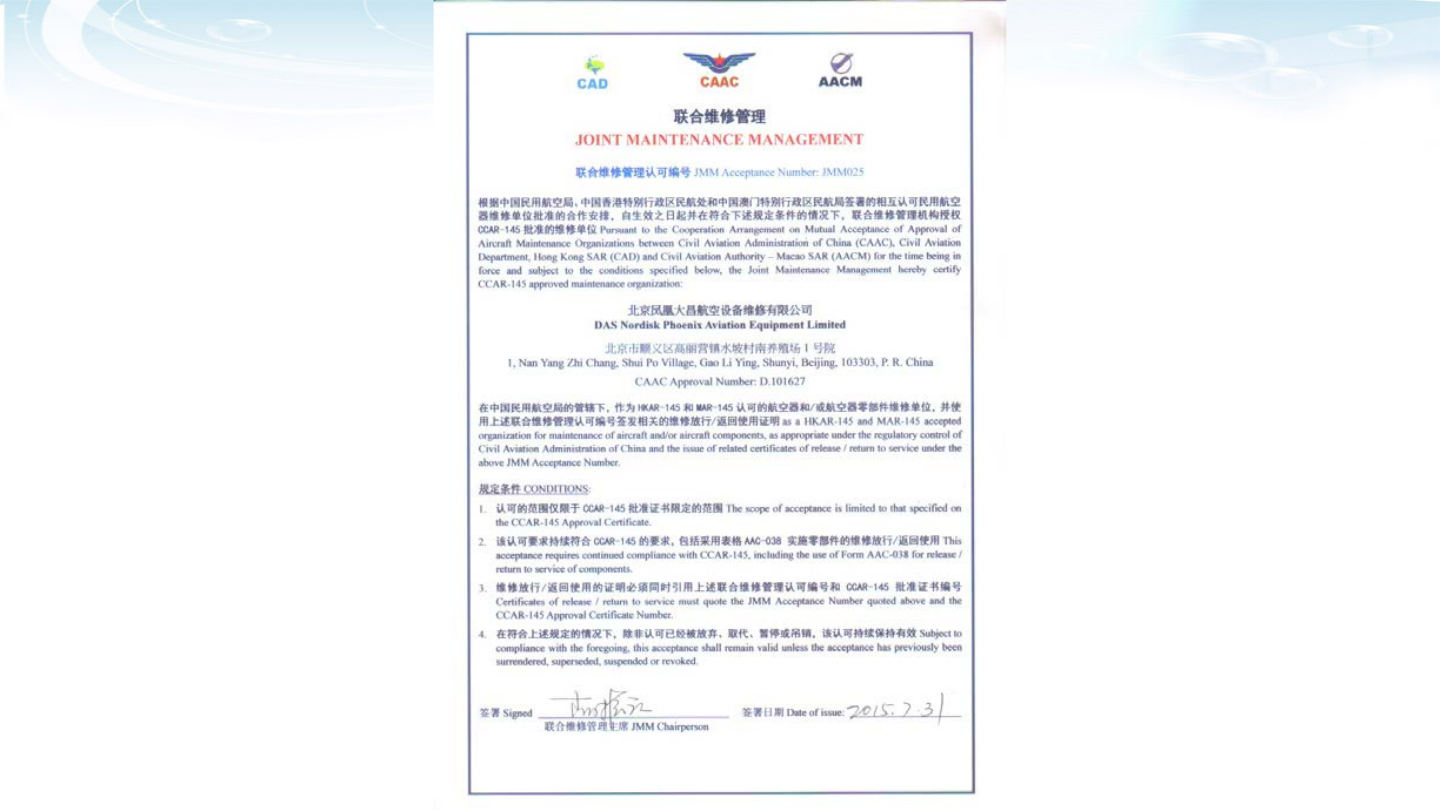 CAD
CAAC
AACM
联合维修管理
JOINT MAINTENANCE MANAGEMENT
联合维修管理认可编号 JMM Acceptance Number: JMM025
根据中国民用航空局、中国香港特别行政区民航处和中国澳门特别行政区民航局签署的相互认可民用航空
器维修单位批准的合作安排，自生效之日起并在符合下述规定条件的情况下，联合维修管理机构授权
CCAR-145 批准的维修单位 Pursuant to the Cooperation Arrangement on Mutual Acceptance of Approval of
Aircraft Maintenance Organizations between Civil Aviation Administration of China (CAAC), Civil Aviation
Department, Hong Kong SAR (CAD) and Civil Aviation Authority – Macao SAR (AACM) for the time being in
force and subject to the conditions specified below, the Joint Maintenance Management hereby certify
CCAR-145 approved maintenance organization:
北京凤凰大昌航空设备维修有限公司
DAS Nordisk Phoenix Aviation Equipment Limited
北京市顺义区高丽营镇水坡村南养殖场 1 号院
1, Nan Yang Zhi Chang, Shui Po Village, Gao Li Ying, Shunyi, Beijing, 103303, P. R. China
CAAC Approval Number: D.101627
在中国民用航空局的管辖下，作为 HKAR-145 和 MAR-145 认可的航空器和/或航空器零部件维修单位，并使
用上述联合维修管理认可编号签发相关的维修放行/返回使用证明 as a HKAR-145 and MAR-145 accepted
organization for maintenance of aircraft and/or aircraft components, as appropriate under the regulatory control of
Civil Aviation Administration of China and the issue of related certificates of release / return to service under the
above JMM Acceptance Number.
规定条件 CONDITIONS:
1. 认可的范围仅限于 CCAR-145 批准证书限定的范围 The scope of acceptance is limited to that specified on
the CCAR-145 Approval Certificate.
2. 该认可要求持续符合 CCAR-145 的要求，包括采用表格 AAC-038 实施零部件的维修放行/返回使用 This
acceptance requires continued compliance with CCAR-145, including the use of Form AAC-038 for release /
return to service of components.
3. 维修放行/返回使用的证明必须同时引用上述联合维修管理认可编号和 CCAR-145 批准证书编号
Certificates of release / return to service must quote the JMM Acceptance Number quoted above and the
CCAR-145 Approval Certificate Number.
4. 在符合上述规定的情况下，除非认可已经被放弃、取代、暂停或吊销，该认可持续保持有效 Subject to
compliance with the foregoing, this acceptance shall remain valid unless the acceptance has previously been
surrendered, superseded, suspended or revoked.
签署 Signed
签署日期 Date of issue: 2015.7.31
联合维修管理主席 JMM Chairperson